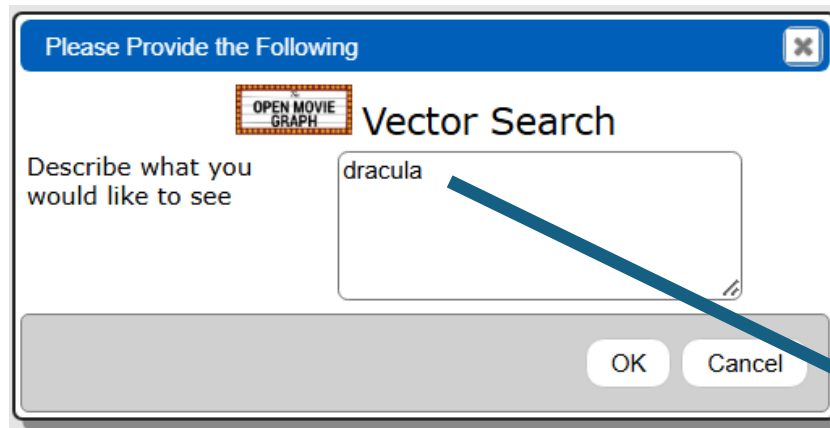 Please Provide the Following
The
OPEN MOVIE
GRAPH
Vector Search
Describe what you
would like to see
dracula
OK
Cancel